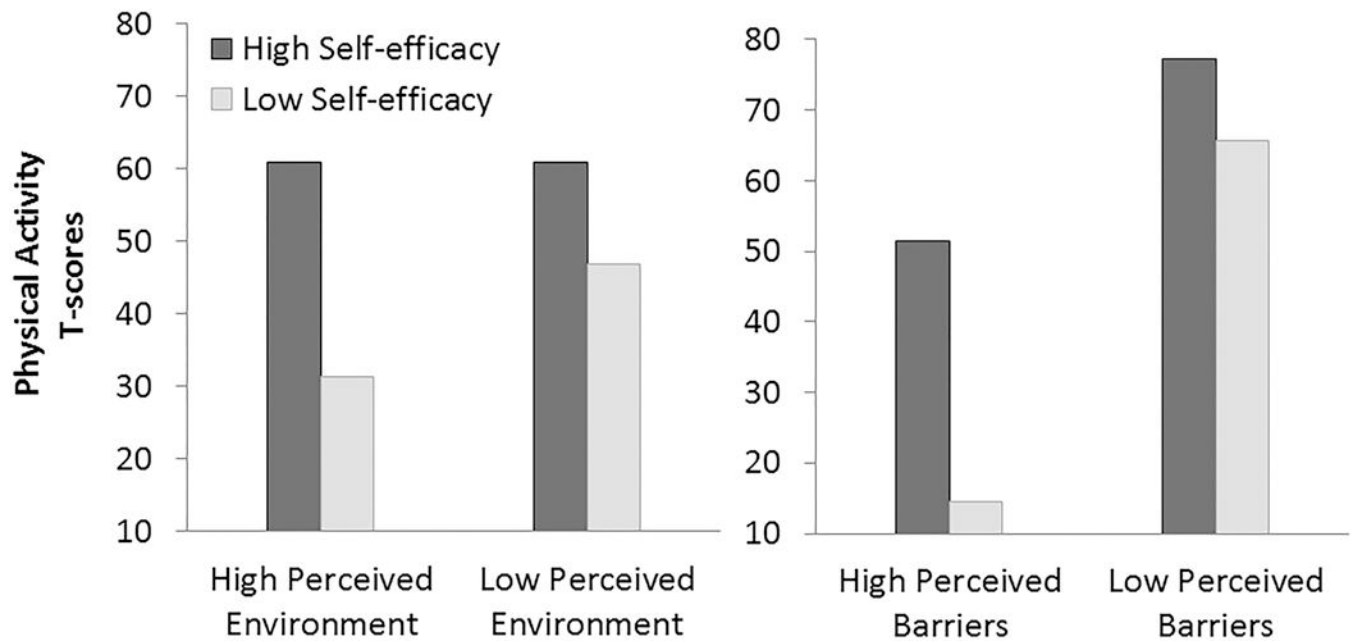 80
70
60
50
40
30
20
10
High Self-efficacy
Low Self-efficacy
Physical Activity
T-scores
High Perceived
Environment
Low Perceived
Environment
80
70
60
50
40
30
20
10
High Perceived
Barriers
Low Perceived
Barriers